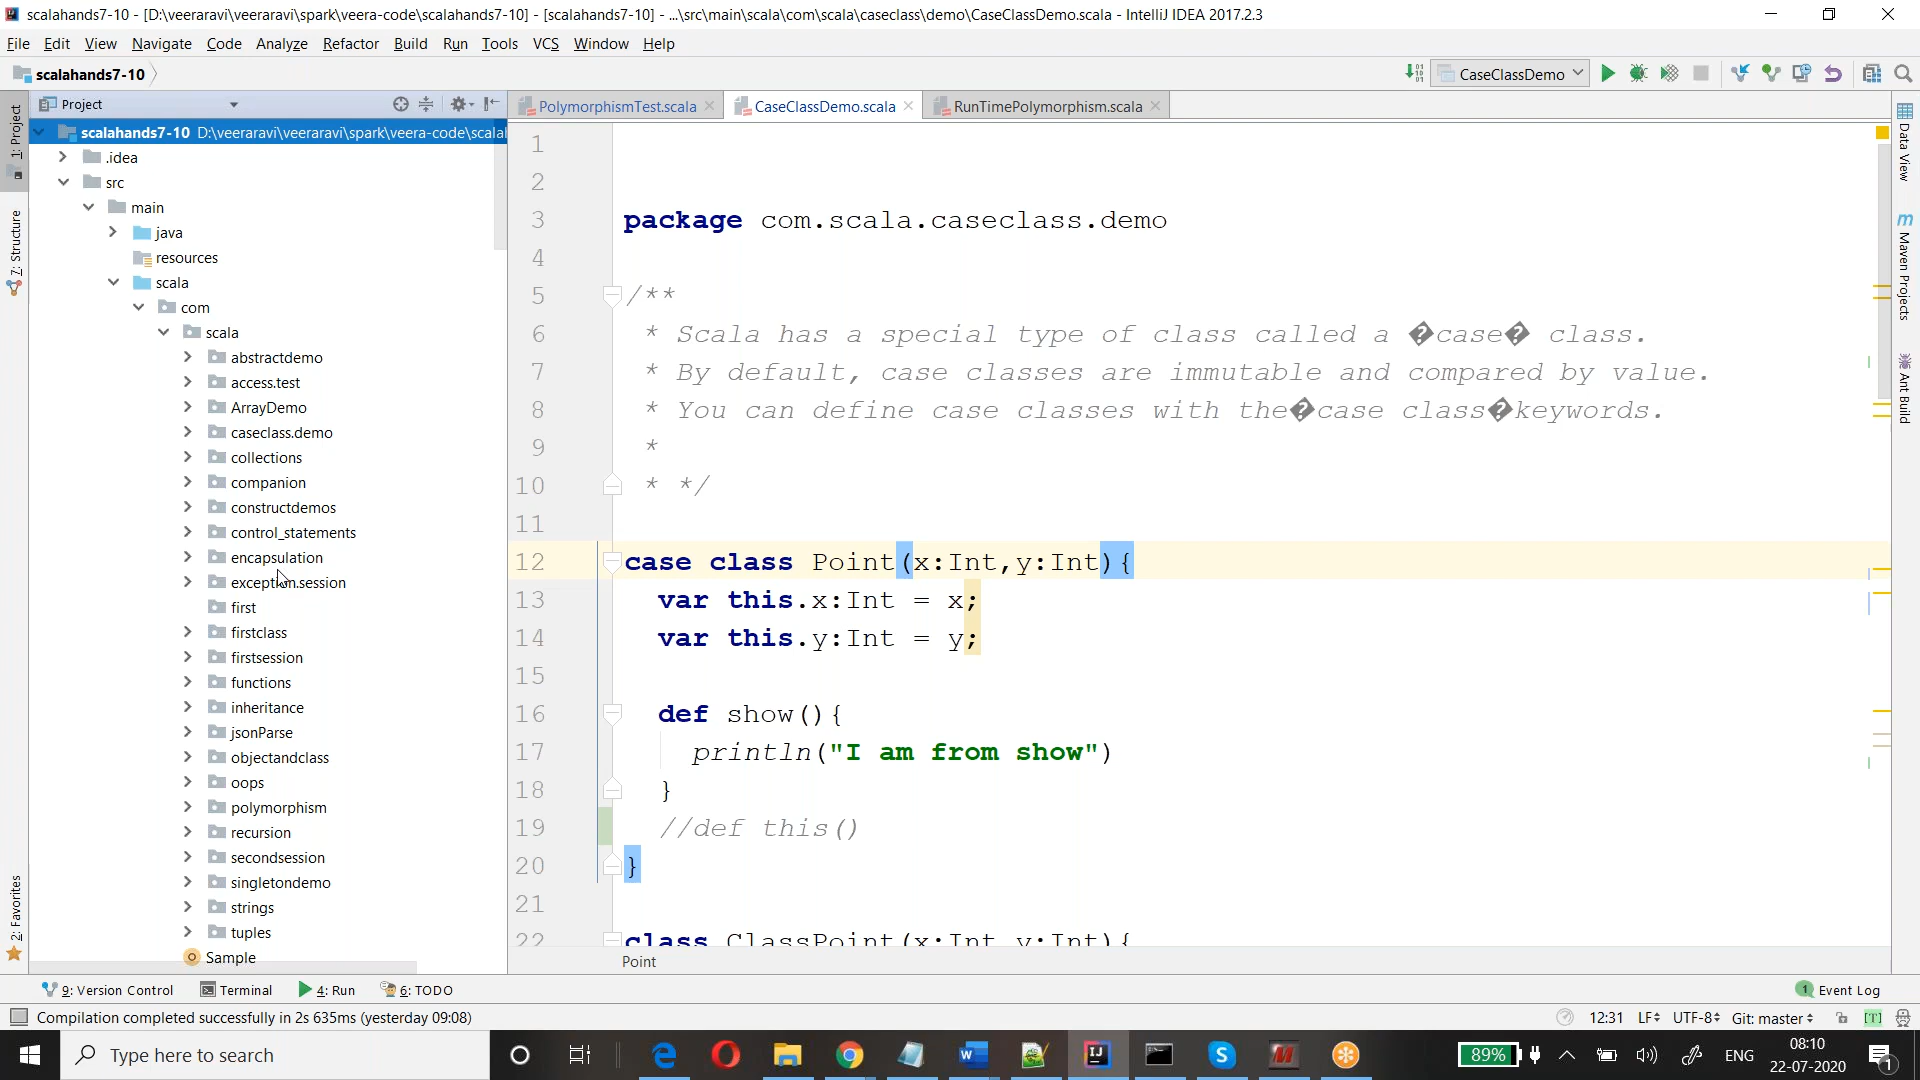 scalahands7-10 - [D:\veeraravi\veeraravi\spark\veera-code\scalahands7-10] - [scalahands7-10] - ...\src\main\scala\com\scala\caseclass\demo\CaseClassDemo.scala - IntelliJ IDEA 2017.2.3
File Edit View Navigate Code Analyze Refactor Build Run Tools VCS Window Help
scalahands7-10
CaseClassDemo
Project
PolymorphismTest.scala
CaseClassDemo.scala
RunTimePolymorphism.scala
scalahands7-10 D:\veeraravi\veeraravi\spark\veera-code\scalal
.idea
src
main
java
resources
scala
com
scala
abstractdemo
access.test
ArrayDemo
caseclass.demo
collections
companion
constructdemos
control_statements
encapsulation
exception.session
first
firstclass
firstsession
functions
inheritance
jsonParse
objectandclass
oops
polymorphism
recursion
secondsession
singletondemo
strings
tuples
Sample
1: Project
7: Structure
2: Favorites
1
2
3 package com.scala.caseclass.demo
4
5 /**
6 * Scala has a special type of class called a �case� class.
7 * By default, case classes are immutable and compared by value.
8 * You can define case classes with the�case class�keywords.
9 *
10 * */
11
12 case class Point(x:Int,y:Int){
13 var this.x:Int = x;
14 var this.y:Int = y;
15
16 def show(){
17 println("I am from show")
18 }
19 //def this()
20 }
21
22 class ClassPoint(x:Int,y:Int){
Point
Data View
Maven Projects
Ant Build
9: Version Control Terminal 4: Run 6: TODO
1 Event Log
Compilation completed successfully in 2s 635ms (yesterday 09:08)
12:31 LF UTF-8 Git: master [T]
Type here to search
89%
ENG
08:10
22-07-2020
1